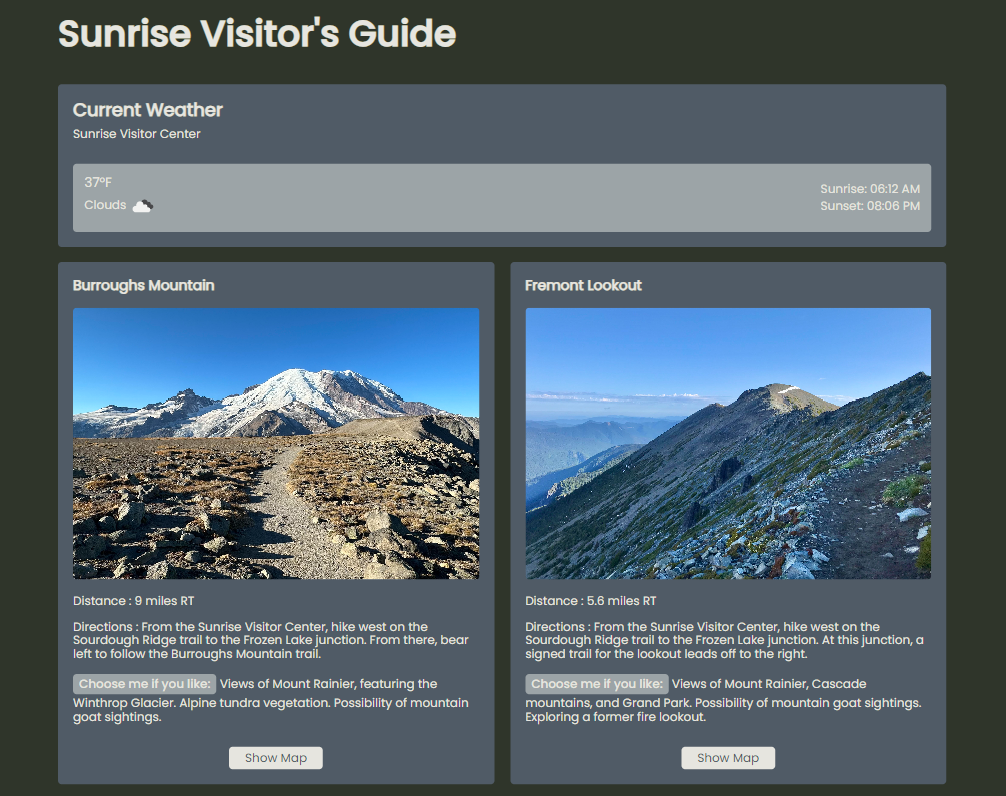 Sunrise Visitor's Guide
Current Weather
Sunrise Visitor Center
37°F
Clouds
Sunrise: 06:12 AM
Sunset: 08:06 PM
Burroughs Mountain
Distance : 9 miles RT
Directions : From the Sunrise Visitor Center, hike west on the
Sourdough Ridge trail to the Frozen Lake junction. From there, bear
left to follow the Burroughs Mountain trail.
Choose me if you like: Views of Mount Rainier, featuring the
Winthrop Glacier. Alpine tundra vegetation. Possibility of mountain
goat sightings.
Show Map
Fremont Lookout
Distance : 5.6 miles RT
Directions : From the Sunrise Visitor Center, hike west on the
Sourdough Ridge trail to the Frozen Lake junction. At this junction, a
signed trail for the lookout leads off to the right.
Choose me if you like: Views of Mount Rainier, Cascade
mountains, and Grand Park. Possibility of mountain goat sightings.
Exploring a former fire lookout.
Show Map